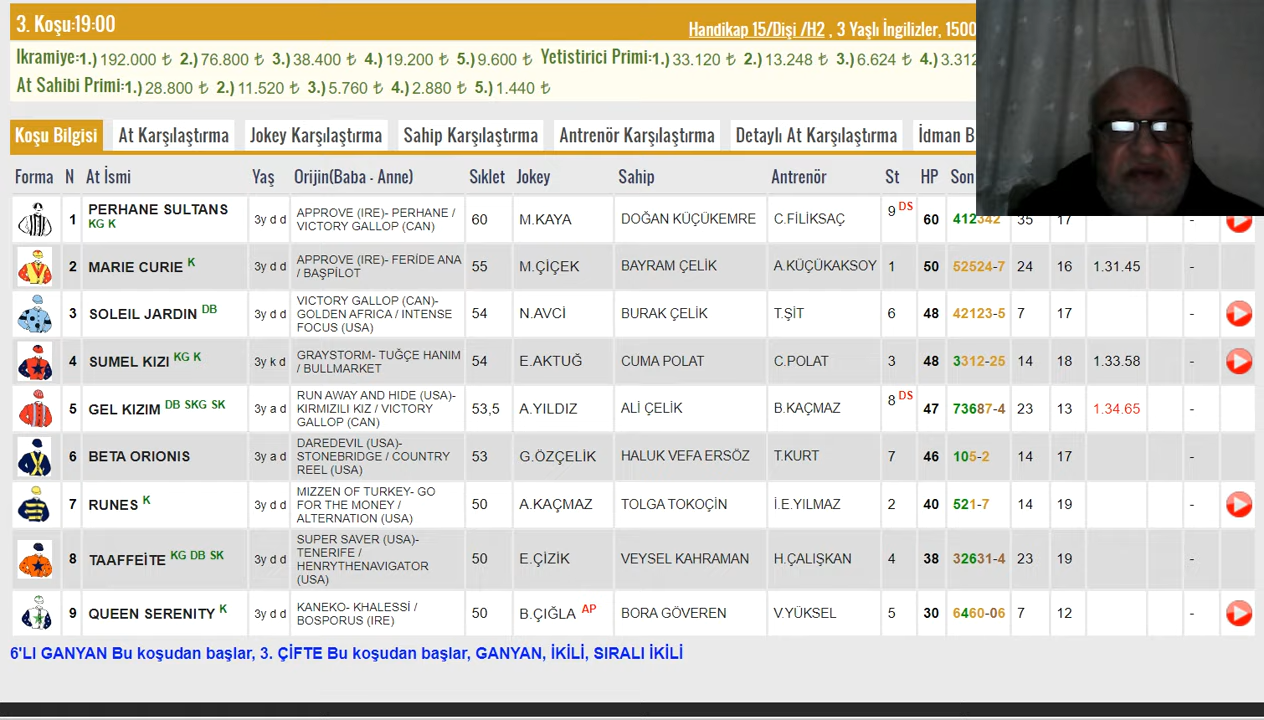 3. Koşu:19:00
Handikap 15/Dişi /H2 , 3 Yaşlı İngilizler, 1500
Ikramiye:1.) 192.000 ₺ 2.) 76.800 ₺ 3.) 38.400 ₺ 4.) 19.200 ₺ 5.) 9.600 ₺ Yetistirici Primi:1.) 33.120 ₺ 2.) 13.248 ₺ 3.) 6.624 ₺ 4.) 3.312
At Sahibi Primi:1.) 28.800 ₺ 2.) 11.520 ₺ 3.) 5.760 ₺ 4.) 2.880 ₺ 5.) 1.440 ₺
Koşu Bilgisi At Karşılaştırma Jokey Karşılaştırma Sahip Karşılaştırma Antrenör Karşılaştırma Detaylı At Karşılaştırma İdman B
Forma N At İsmi Yaş Orijin(Baba - Anne) Sıklet Jokey Sahip Antrenör St HP Son
1 PERHANE SULTANS KG K 3y d d APPROVE (IRE)- PERHANE / VICTORY GALLOP (CAN) 60 M.KAYA DOĞAN KÜÇÜKEMRE C.FİLİKSAÇ 9 DS 60 412342 35 17 -
2 MARIE CURIE K 3y d d APPROVE (IRE)- FERİDE ANA / BAŞPİLOT 55 M.ÇİÇEK BAYRAM ÇELİK A.KÜÇÜKAKSOY 1 50 52524-7 24 16 1.31.45 -
3 SOLEIL JARDIN DB 3y d d VICTORY GALLOP (CAN)- GOLDEN AFRICA / INTENSE FOCUS (USA) 54 N.AVCİ BURAK ÇELİK T.ŞİT 6 48 42123-5 7 17 -
4 SUMEL KIZI KG K 3y k d GRAYSTORM- TUĞÇE HANIM / BULLMARKET 54 E.AKTUĞ CUMA POLAT C.POLAT 3 48 3312-25 14 18 1.33.58 -
5 GEL KIZIM DB SKG SK 3y a d RUN AWAY AND HIDE (USA)- KIRMIZILI KIZ / VICTORY GALLOP (CAN) 53,5 A.YILDIZ ALİ ÇELİK B.KAÇMAZ 8 DS 47 73687-4 23 13 1.34.65 -
6 BETA ORIONIS 3y a d DAREDEVIL (USA)- STONEBRIDGE / COUNTRY REEL (USA) 53 G.ÖZÇELİK HALUK VEFA ERSÖZ T.KURT 7 46 105-2 14 17 -
7 RUNES K 3y d d MIZZEN OF TURKEY- GO FOR THE MONEY / ALTERNATION (USA) 50 A.KAÇMAZ TOLGA TOKOÇİN İ.E.YILMAZ 2 40 521-7 14 19 -
8 TAAFFEİTE KG DB SK 3y d d SUPER SAVER (USA)- TENERIFE / HENRYTHENAVIGATOR (USA) 50 E.ÇİZİK VEYSEL KAHRAMAN H.ÇALIŞKAN 4 38 32631-4 23 19 -
9 QUEEN SERENITY K 3y d d KANEKO- KHALESSİ / BOSPORUS (IRE) 50 B.ÇIĞLA AP BORA GÖVEREN V.YÜKSEL 5 30 6460-06 7 12 -
6'LI GANYAN Bu koşudan başlar, 3. ÇİFTE Bu koşudan başlar, GANYAN, İKİLİ, SIRALI İKİLİ